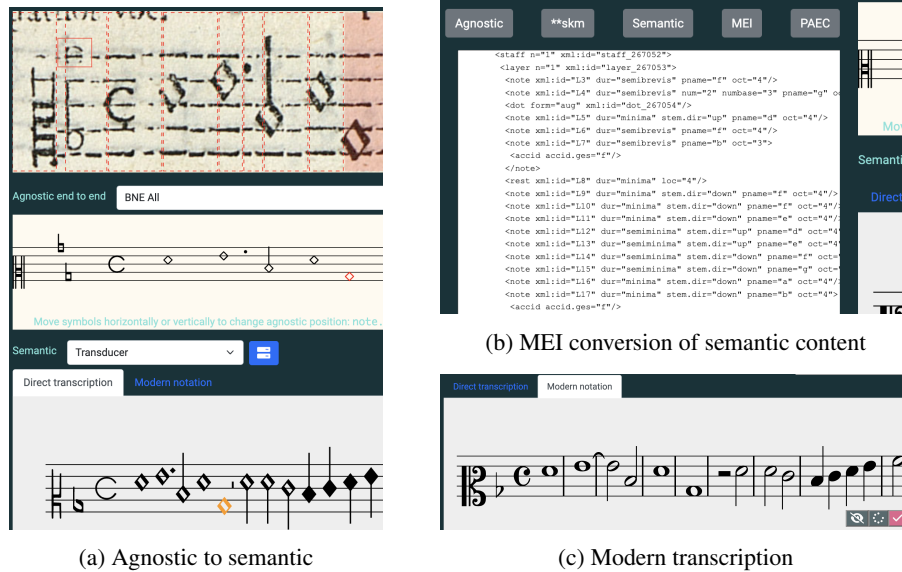 Agnostic end to end BNE All
Move symbols horizontally or vertically to change agnostic position: note.
Semantic Transducer
Direct transcription Modern notation
(a) Agnostic to semantic
Agnostic **skm Semantic MEI PAEC
<staff n="1" xml:id="staff_267052">
<layer n="1" xml:id="layer_267053">
<note xml:id="L3" dur="semibrevis" pname="f" oct="4"/>
<note xml:id="L4" dur="semibrevis" num="2" numbase="3" pname="g" o
<dot form="aug" xml:id="dot_267054"/>
<note xml:id="L5" dur="minima" stem.dir="up" pname="d" oct="4"/>
<note xml:id="L6" dur="semibrevis" pname="f" oct="4"/>
<note xml:id="L7" dur="semibrevis" pname="b" oct="3">
<accid accid.ges="f"/>
</note>
<rest xml:id="L8" dur="minima" loc="4"/>
<note xml:id="L9" dur="minima" stem.dir="down" pname="f" oct="4"/>
<note xml:id="L10" dur="minima" stem.dir="down" pname="f" oct="4"/
<note xml:id="L11" dur="minima" stem.dir="down" pname="e" oct="4"/
<note xml:id="L12" dur="semiminima" stem.dir="up" pname="d" oct="4"
<note xml:id="L13" dur="semiminima" stem.dir="up" pname="e" oct="4"
<note xml:id="L14" dur="semiminima" stem.dir="down" pname="f" oct=
<note xml:id="L15" dur="semiminima" stem.dir="down" pname="g" oct=
<note xml:id="L16" dur="minima" stem.dir="down" pname="a" oct="4"/
<note xml:id="L17" dur="minima" stem.dir="down" pname="b" oct="4">
<accid accid.ges="f"/>
Mov
Semanti
Direct
(b) MEI conversion of semantic content
Direct transcription Modern notation
(c) Modern transcription